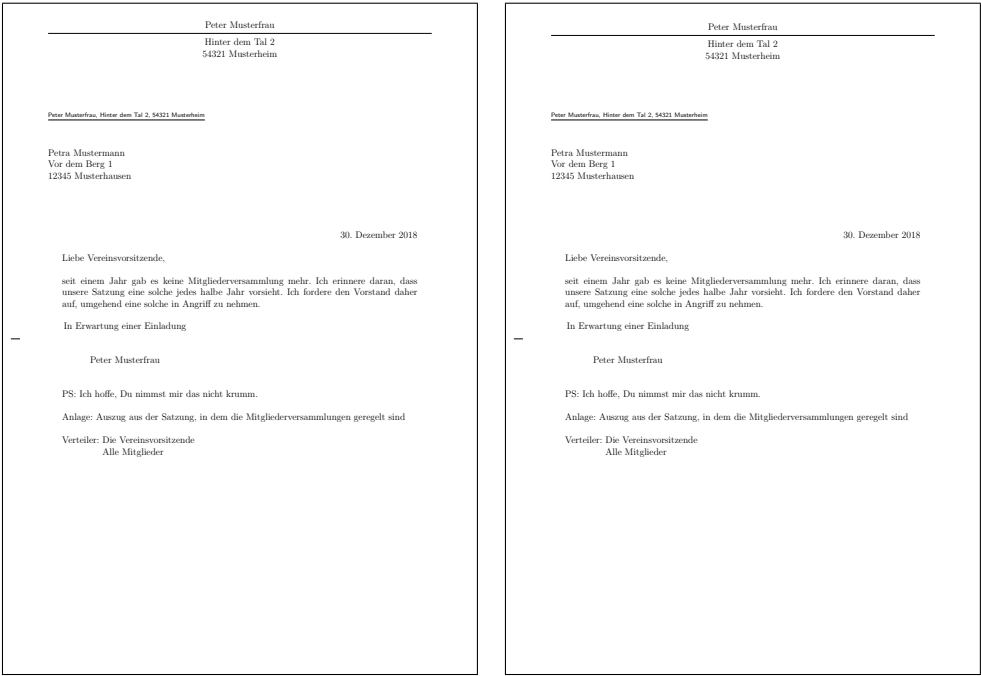 Peter Musterfrau
Hinter dem Tal 2
54321 Musterheim
Peter Musterfrau, Hinter dem Tal 2, 54321 Musterheim
Petra Mustermann
Vor dem Berg 1
12345 Musterhausen
30. Dezember 2018
Liebe Vereinsvorsitzende,
seit einem Jahr gab es keine Mitgliederversammlung mehr. Ich erinnere daran, dass
unsere Satzung eine solche jedes halbe Jahr vorsieht. Ich fordere den Vorstand daher
auf, umgehend eine solche in Angriff zu nehmen.
In Erwartung einer Einladung
Peter Musterfrau
PS: Ich hoffe, Du nimmst mir das nicht krumm.
Anlage: Auszug aus der Satzung, in dem die Mitgliederversammlungen geregelt sind
Verteiler: Die Vereinsvorsitzende
Alle Mitglieder
Peter Musterfrau
Hinter dem Tal 2
54321 Musterheim
Peter Musterfrau, Hinter dem Tal 2, 54321 Musterheim
Petra Mustermann
Vor dem Berg 1
12345 Musterhausen
30. Dezember 2018
Liebe Vereinsvorsitzende,
seit einem Jahr gab es keine Mitgliederversammlung mehr. Ich erinnere daran, dass
unsere Satzung eine solche jedes halbe Jahr vorsieht. Ich fordere den Vorstand daher
auf, umgehend eine solche in Angriff zu nehmen.
In Erwartung einer Einladung
Peter Musterfrau
PS: Ich hoffe, Du nimmst mir das nicht krumm.
Anlage: Auszug aus der Satzung, in dem die Mitgliederversammlungen geregelt sind
Verteiler: Die Vereinsvorsitzende
Alle Mitglieder